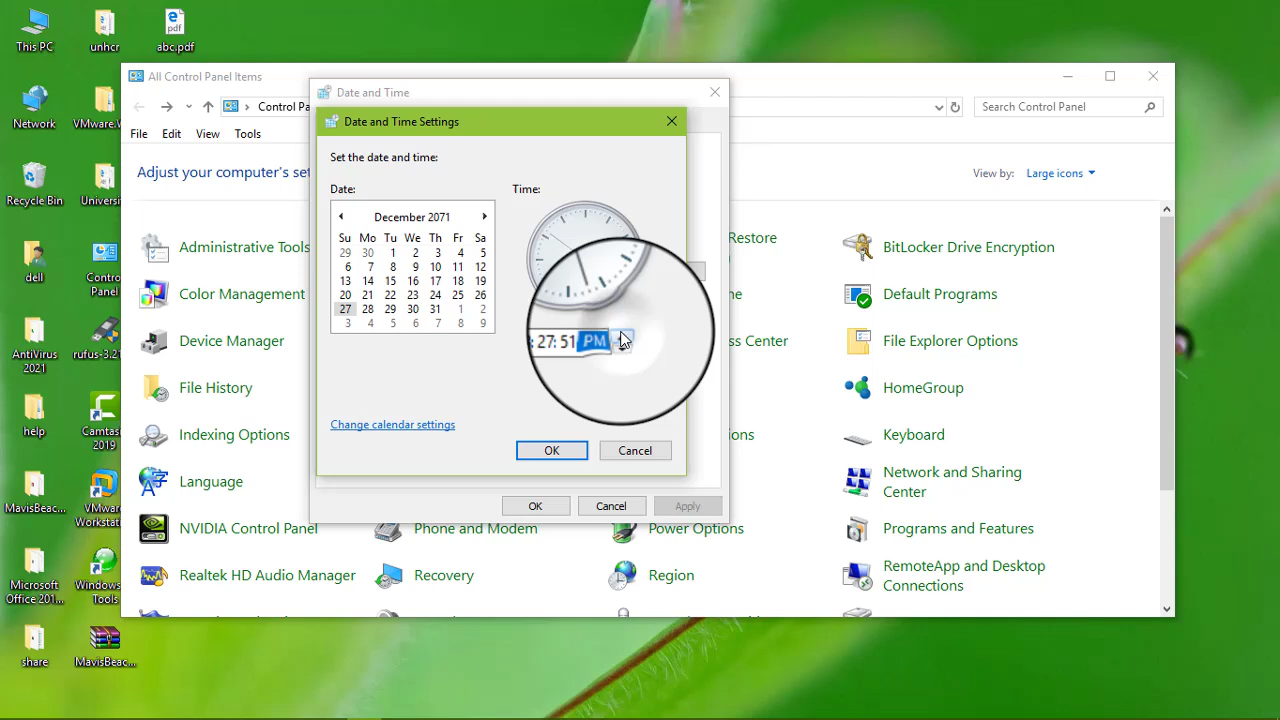 This PC
unhcr
abc.pdf
Network
VMware.W
Recycle Bin
Universi
dell
Control
Panel
AntiVirus
2021
rufus-3.21
help
Camtas
2019
MavisBeac...
VMwa
Workstat
Microsoft
Office 201...
Windows
Tools
share
MavisBeac...
All Control Panel Items
Control Pa
Search Control Panel
File Edit View Tools
Adjust your computer's set
View by: Large icons
Administrative Tools
Restore
BitLocker Drive Encryption
Color Management
ne
Default Programs
Device Manager
ss Center
File Explorer Options
File History
HomeGroup
Indexing Options
ions
Keyboard
Language
Network and Sharing
Center
NVIDIA Control Panel
Phone and Modem
Power Options
Programs and Features
Realtek HD Audio Manager
Recovery
Region
RemoteApp and Desktop
Connections
Date and Time
Date and Time Settings
Set the date and time:
Date:
Time:
December 2071
Su Mo Tu We Th Fr Sa
29 30 1 2 3 4 5
6 7 8 9 10 11 12
13 14 15 16 17 18 19
20 21 22 23 24 25 26
27 28 29 30 31 1 2
3 4 5 6 7 8 9
: 27: 51 PM
Change calendar settings
OK Cancel
OK Cancel Apply